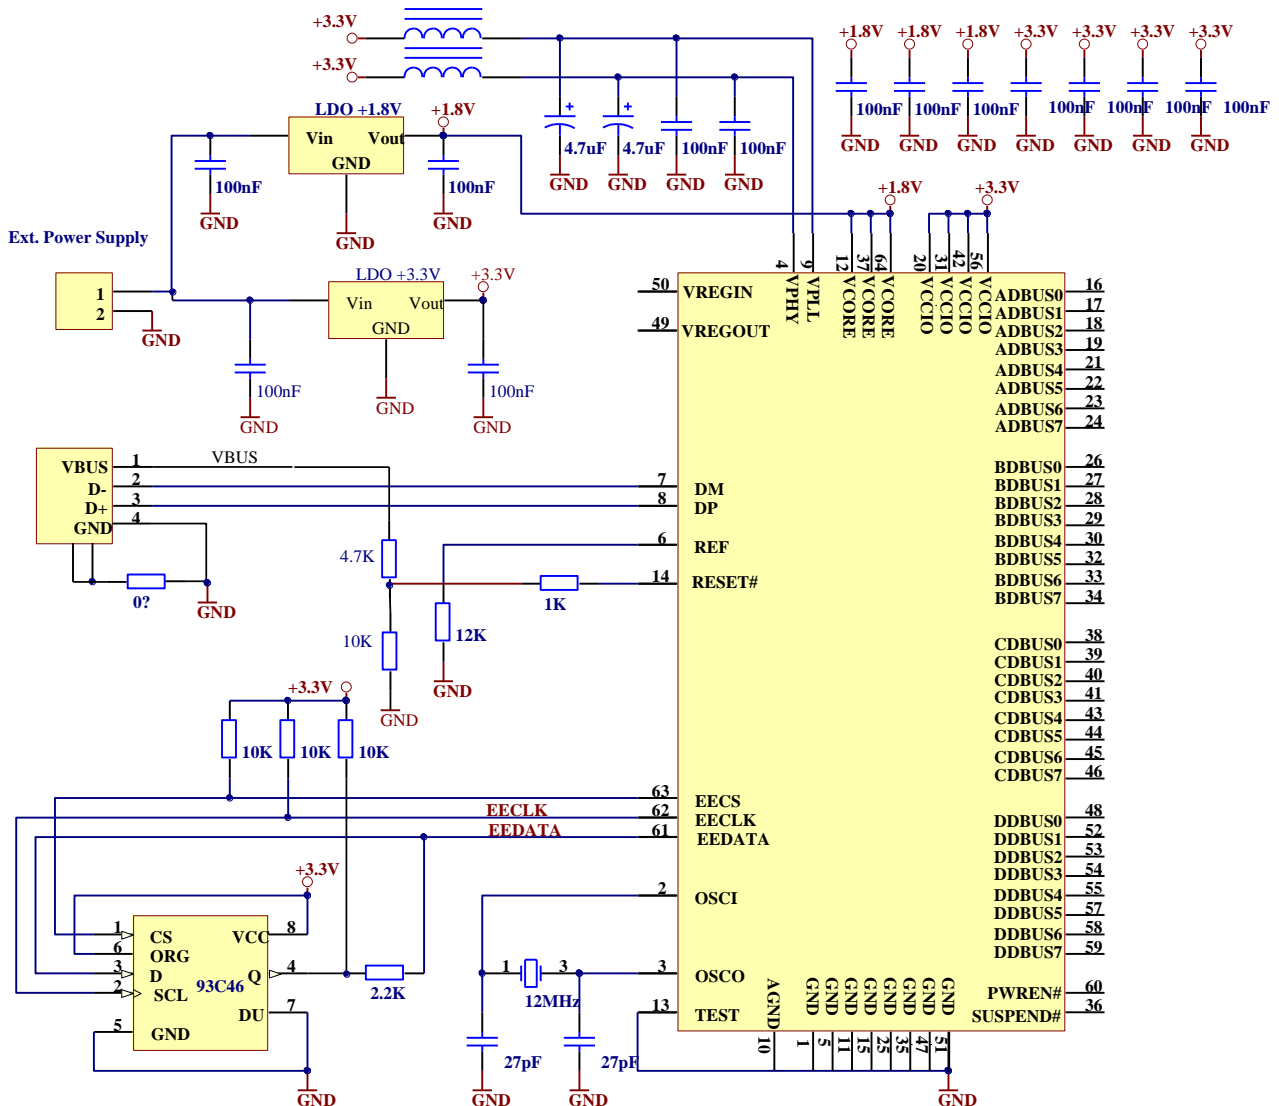 +3.3V
+3.3V
+1.8V +1.8V +1.8V +3.3V +3.3V +3.3V +3.3V
100nF 100nF 100nF 100nF 100nF 100nF 100nF
GND GND GND GND GND GND GND
LDO +1.8V
+1.8V
Vin Vout
GND
100nF
100nF
GND
GND
GND
4.7uF 4.7uF 100nF 100nF
GND GND GND GND
+1.8V
+3.3V
Ext. Power Supply
1
2
GND
LDO +3.3V
+3.3V
Vin Vout
GND
100nF
100nF
GND
GND
GND
4 9 12 37 64 20 31 42 56
VPHY VPLL VCORE VCORE VCORE VCCIO VCCIO VCCIO VCCIO
50 VREGIN
49 VREGOUT
ADBUS0 16
ADBUS1 17
ADBUS2 18
ADBUS3 19
ADBUS4 21
ADBUS5 22
ADBUS6 23
ADBUS7 24
VBUS 1
D- 2
D+ 3
GND 4
VBUS
0?
GND
7 DM
8 DP
6 REF
14 RESET#
4.7K
1K
10K
12K
GND
GND
BDBUS0 26
BDBUS1 27
BDBUS2 28
BDBUS3 29
BDBUS4 30
BDBUS5 32
BDBUS6 33
BDBUS7 34
CDBUS0 38
CDBUS1 39
CDBUS2 40
CDBUS3 41
CDBUS4 43
CDBUS5 44
CDBUS6 45
CDBUS7 46
+3.3V
10K 10K 10K
EECLK
EEDATA
63 EECS
62 EECLK
61 EEDATA
DDBUS0 48
DDBUS1 52
DDBUS2 53
DDBUS3 54
DDBUS4 55
DDBUS5 57
DDBUS6 58
DDBUS7 59
+3.3V
1 CS VCC 8
6 ORG
3 D Q 4
2 SCL 93C46
DU 7
5 GND
2.2K
GND
2 OSCI
1 3
12MHz
3 OSCO
13 TEST
27pF
27pF
GND
GND
AGND GND GND GND GND GND GND GND GND
10 1 5 11 15 25 35 47 51
GND
PWREN# 60
SUSPEND# 36